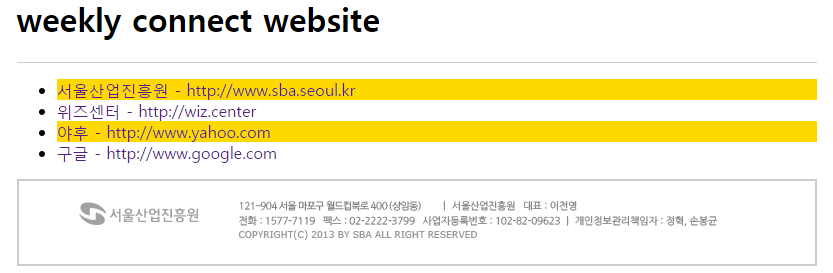 weekly connect website
서울산업진흥원 - http://www.sba.seoul.kr
위즈센터 - http://wiz.center
야후 - http://www.yahoo.com
구글 - http://www.google.com
서울산업진흥원
121-904 서울 마포구 월드컵북로 400 (상암동) | 서울산업진흥원 대표 : 이전영
전화 : 1577-7119 팩스 : 02-2222-3799 사업자등록번호 : 102-82-09623 | 개인정보관리책임자 : 정혁, 손봉균
COPYRIGHT(C) 2013 BY SBA ALL RIGHT RESERVED